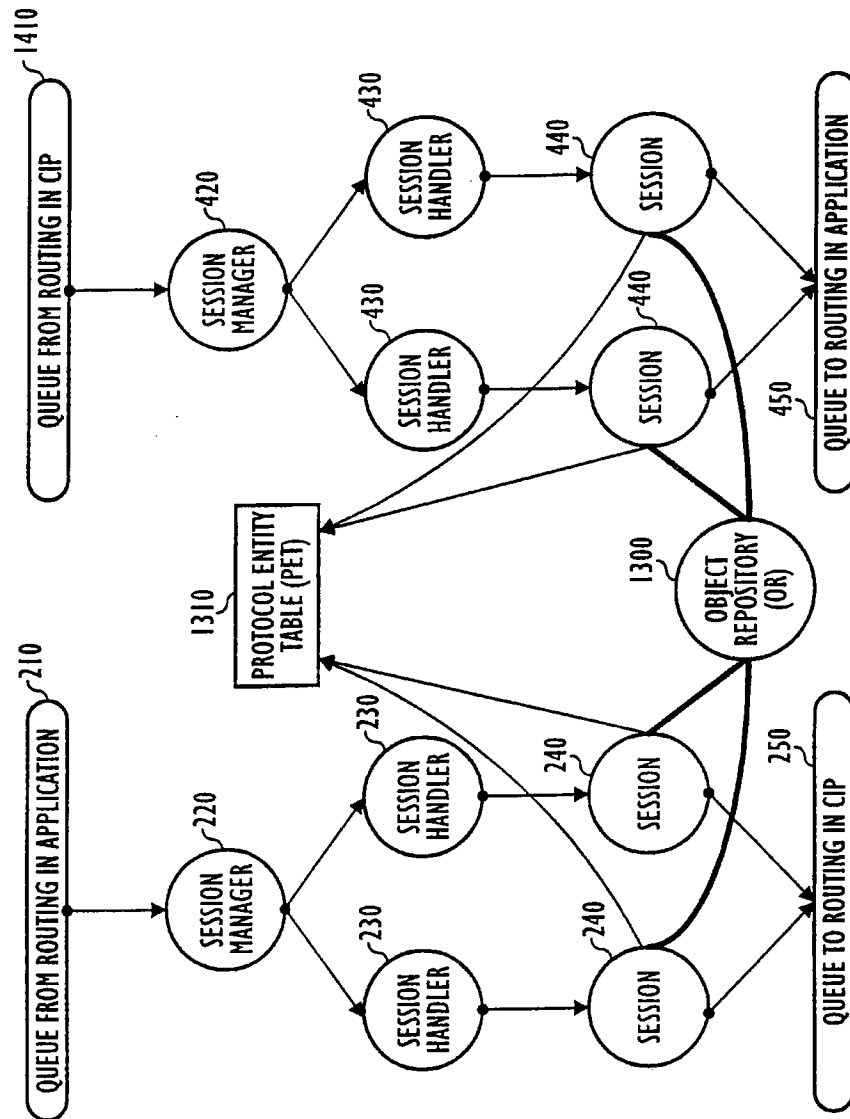 210
QUEUE FROM ROUTING IN APPLICATION
1410
QUEUE FROM ROUTING IN CIP
220
SESSION
MANAGER
420
SESSION
MANAGER
1310
PROTOCOL ENTITY
TABLE (PET)
230
SESSION
HANDLER
230
SESSION
HANDLER
430
SESSION
HANDLER
430
SESSION
HANDLER
240
SESSION
240
SESSION
440
SESSION
440
SESSION
1300
OBJECT
REPOSITORY
(OR)
250
QUEUE TO ROUTING IN CIP
450
QUEUE TO ROUTING IN APPLICATION